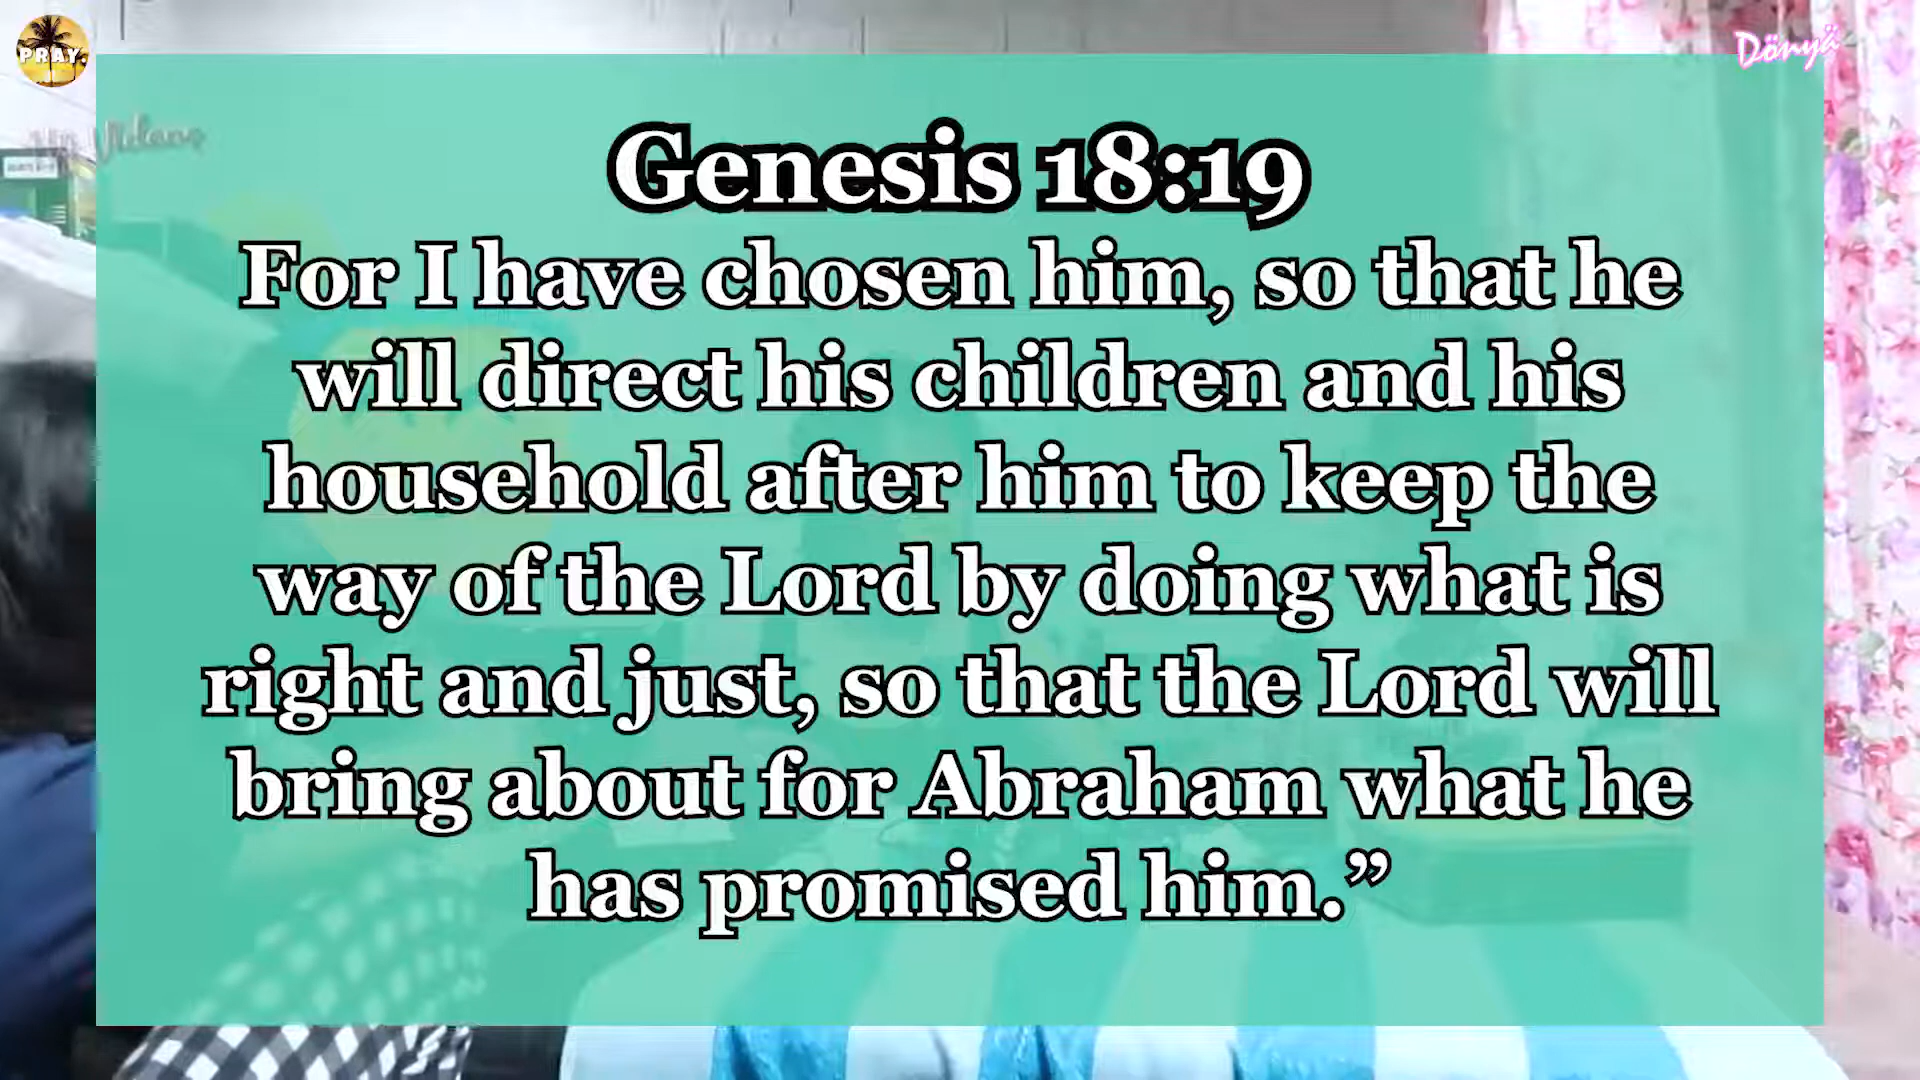 PRAY.
Dönyä
Genesis 18:19
For I have chosen him, so that he
will direct his children and his
household after him to keep the
way of the Lord by doing what is
right and just, so that the Lord will
bring about for Abraham what he
has promised him.”